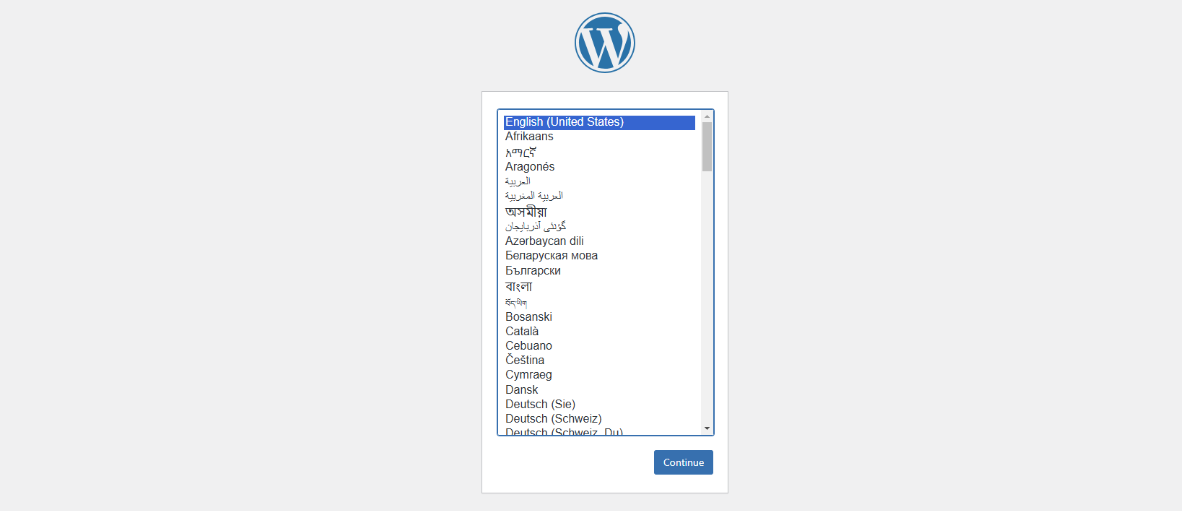 English (United States)
Afrikaans
አማርኛ
Aragonés
العربية
العربية المغربية
অসমীয়া
گؤنئی آذربایجان
Azərbaycan dili
Беларуская мова
Български
বাংলা
བོད་ཡིག
Bosanski
Català
Cebuano
Čeština
Cymraeg
Dansk
Deutsch (Sie)
Deutsch (Schweiz)
Deutsch (Schweiz, Du)
Continue